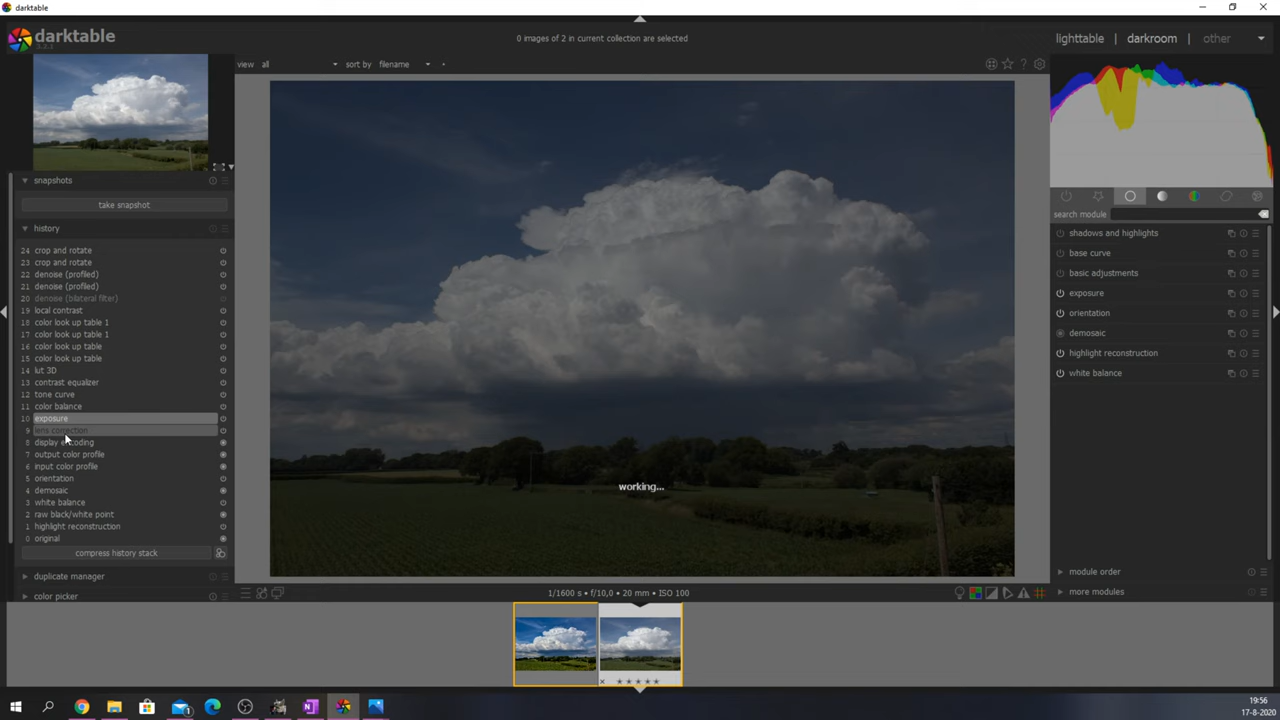 darktable
darktable
3.2.1
0 images of 2 in current collection are selected
lighttable | darkroom | other
view all sort by filename
?
snapshots
take snapshot
history
24 crop and rotate
23 crop and rotate
22 denoise (profiled)
21 denoise (profiled)
20 denoise (bilateral filter)
19 local contrast
18 color look up table 1
17 color look up table 1
16 color look up table
15 color look up table
14 lut 3D
13 contrast equalizer
12 tone curve
11 color balance
10 exposure
9 lens correction
8 display encoding
7 output color profile
6 input color profile
5 orientation
4 demosaic
3 white balance
2 raw black/white point
1 highlight reconstruction
0 original
compress history stack
duplicate manager
color picker
working...
1/1600 s • f/10,0 • 20 mm • ISO 100
search module
shadows and highlights
base curve
basic adjustments
exposure
orientation
demosaic
highlight reconstruction
white balance
module order
more modules
19:56
17-8-2020